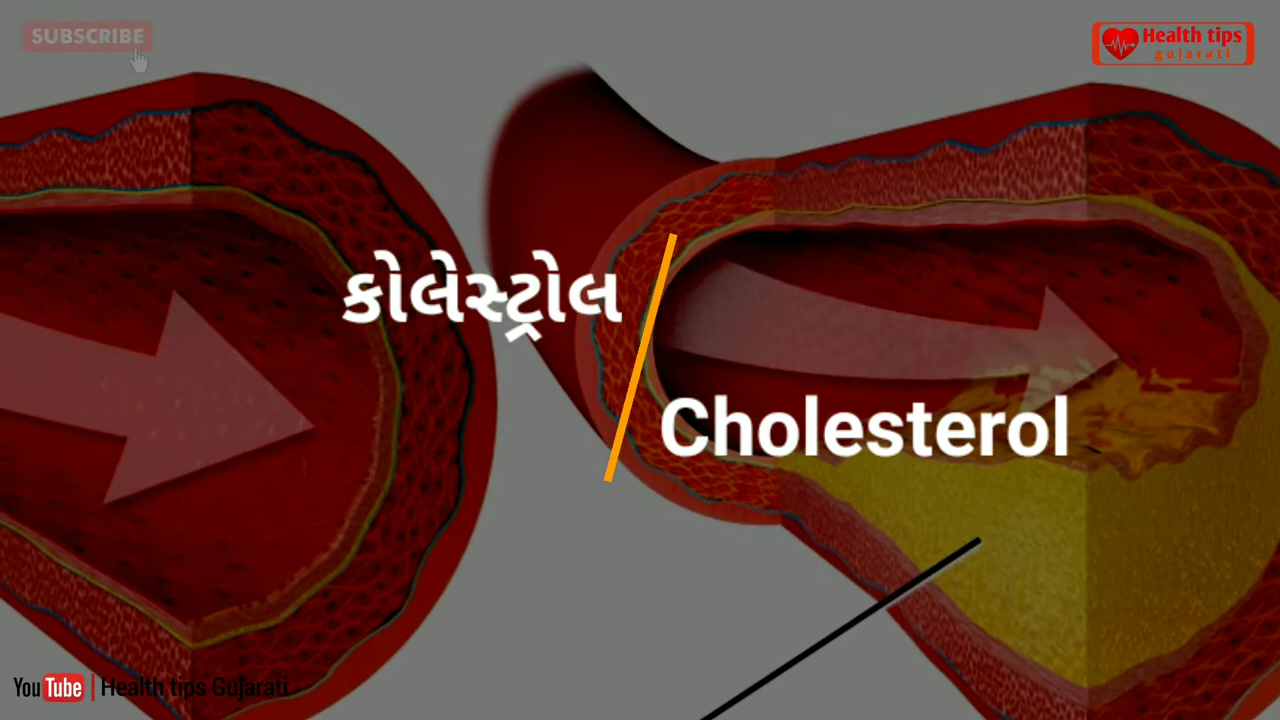 SUBSCRIBE
Health tips
gujarati
કોલેસ્ટ્રોલ
Cholesterol
YouTube | Health tips Gujarati